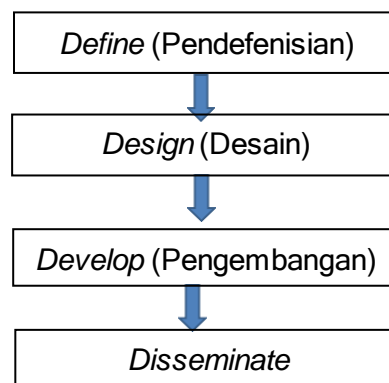 Define (Pendefenisian)
Design (Desain)
Develop (Pengembangan)
Disseminate